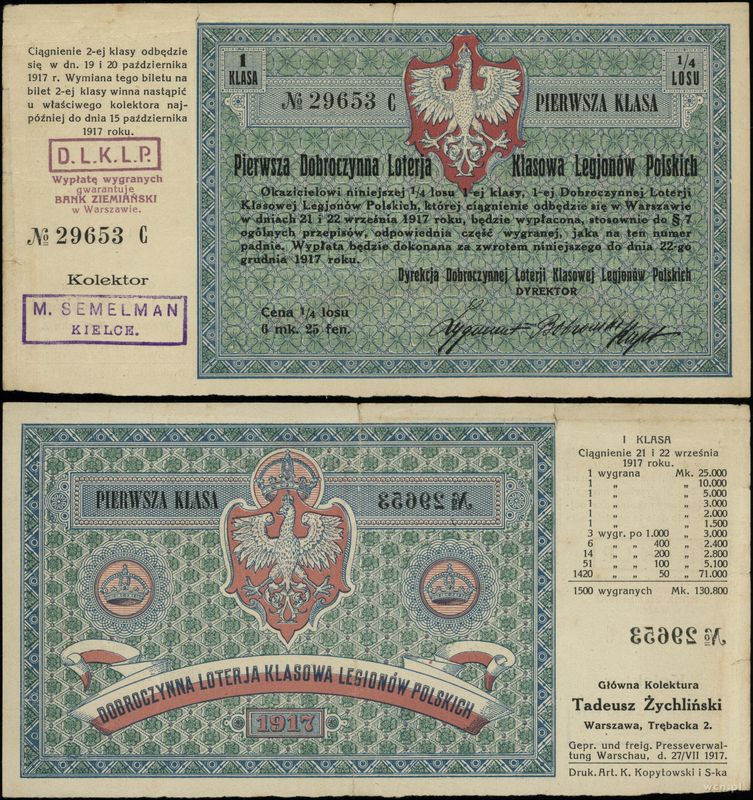 Ciągnienie 2-ej klasy odbędzie
się w dn. 19 i 20 października
1917 r. Wymiana tego biletu na
bilet 2-ej klasy winna nastąpić
u właściwego kolektora naj-
później do dnia 15 października
1917 roku.
D.L.K.L.P.
Wypłatę wygranych
gwarantuje
BANK ZIEMIAŃSKI
w Warszawie.
№ 29653 C
Kolektor
M. SEMELMAN
KIELCE.
1
KLASA
1/4
LOSU
№ 29653 C
PIERWSZA KLASA
Pierwsza Dobroczynna Loterja Klasowa Legjonów Polskich
Okazicielowi niniejszej 1/4 losu 1-ej klasy, 1-ej Dobroczynnej Loterji
Klasowej Legjonów Polskich, której ciągnienie odbędzie się w Warszawie
w dniach 21 i 22 września 1917 roku, będzie wypłacona, stosownie do § 7
ogólnych przepisów, odpowiednia część wygranej, jaka na ten numer
padnie. Wypłata będzie dokonana za zwrotem niniejszego do dnia 22-go
grudnia 1917 roku.
Dyrekcja Dobroczynnej Loterji Klasowej Legjonów Polskich
DYREKTOR
Cena 1/4 losu
6 mk. 25 fen.
Zygmunt
PIERWSZA KLASA
№ 29653
DOBROCZYNNA LOTERJA KLASOWA LEGIONÓW POLSKICH
1917
I KLASA
Ciągnienie 21 i 22 września
1917 roku.
1 wygrana Mk. 25.000
1 „ „ 10.000
1 „ „ 5.000
1 „ „ 3.000
1 „ „ 2.000
1 „ „ 1.500
3 wygr. po 1.000 „ 3.000
6 „ „ 400 „ 2.400
14 „ „ 200 „ 2.800
51 „ „ 100 „ 5,100
1420 „ „ 50 „ 71.000
1500 wygranych Mk. 130.800
№ 29653
Główna Kolektura
Tadeusz Żychliński
Warszawa, Trębacka 2.
Gepr. und freig. Presseverwal-
tung Warschau, d. 27/VII 1917.
Druk. Art. K. Kopytowski i S-ka
wcn.pl